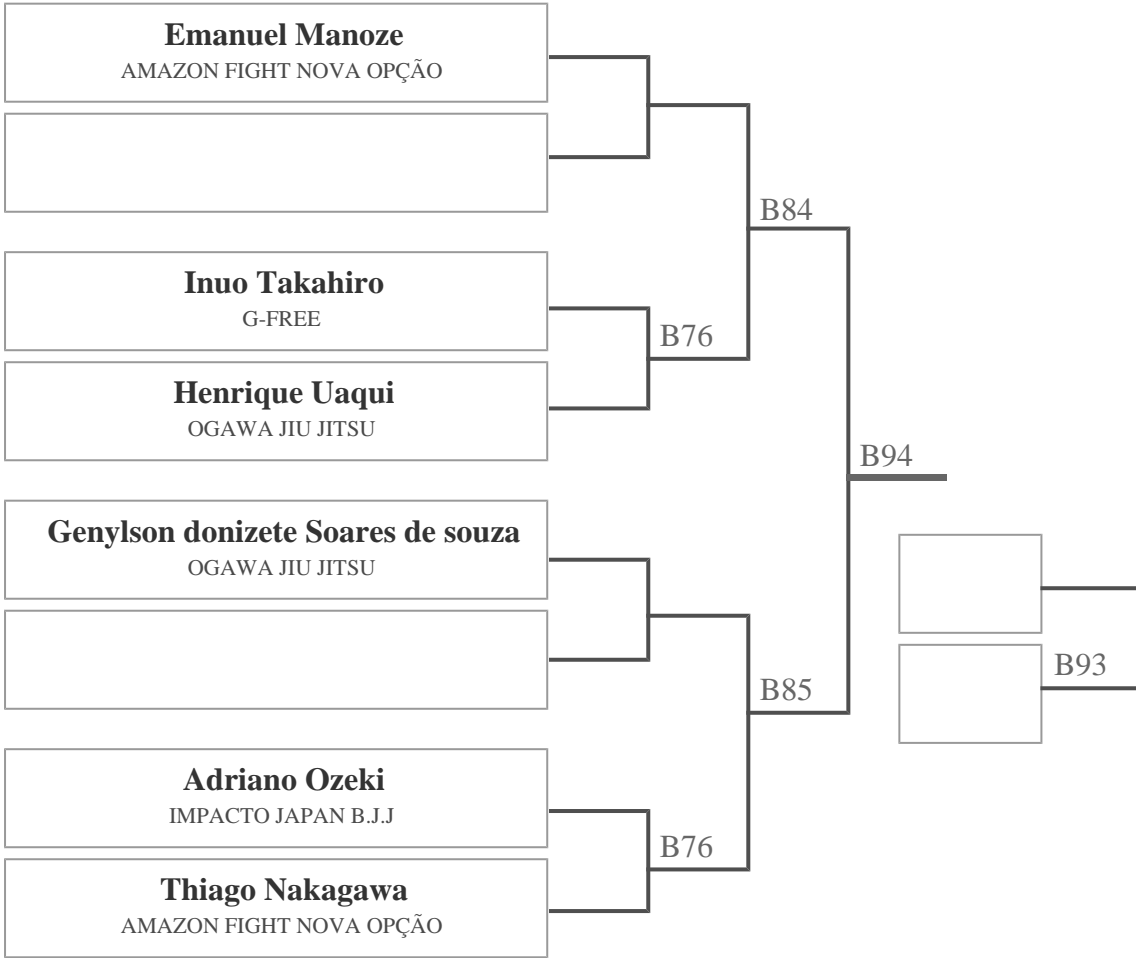 Emanuel Manoze
AMAZON FIGHT NOVA OPÇÃO
B84
Inuo Takahiro
G-FREE
B76
Henrique Uaqui
OGAWA JIU JITSU
B94
Genylson donizete Soares de souza
OGAWA JIU JITSU
B93
B85
Adriano Ozeki
IMPACTO JAPAN B.J.J
B76
Thiago Nakagawa
AMAZON FIGHT NOVA OPÇÃO